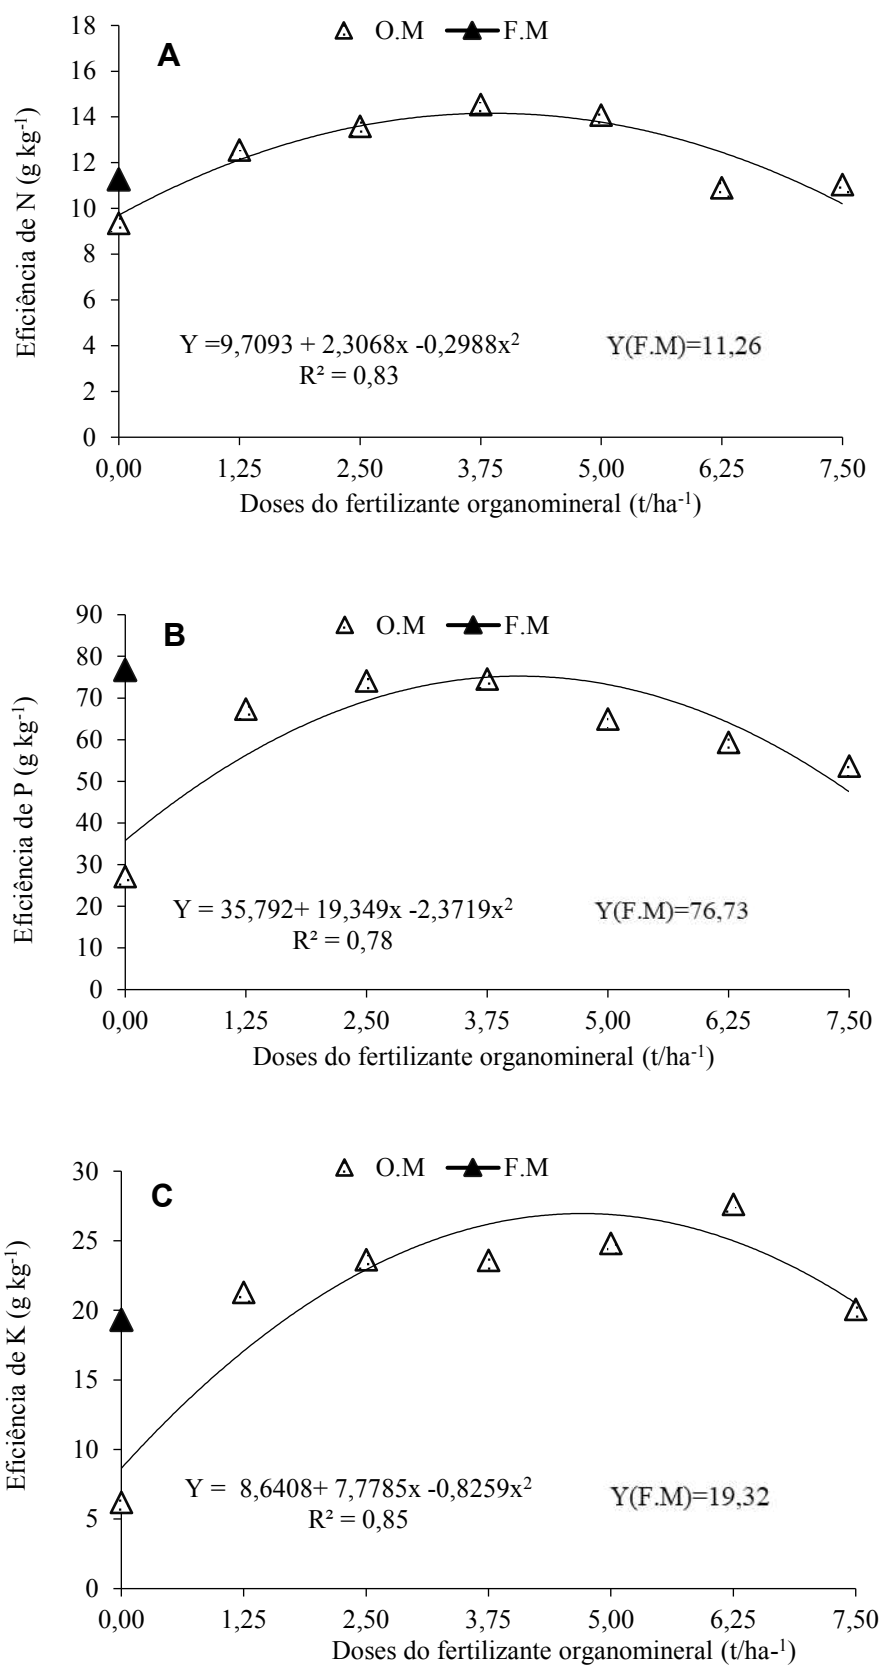 A
O.M F.M
Eficiência de N (g kg⁻¹)
18
16
14
12
10
8
6
4
2
0
Y =9,7093 + 2,3068x -0,2988x²
R² = 0,83
Y(F.M)=11,26
0,00 1,25 2,50 3,75 5,00 6,25 7,50
Doses do fertilizante organomineral (t/ha⁻¹)
B
O.M F.M
Eficiência de P (g kg⁻¹)
90
80
70
60
50
40
30
20
10
0
Y = 35,792+ 19,349x -2,3719x²
R² = 0,78
Y(F.M)=76,73
0,00 1,25 2,50 3,75 5,00 6,25 7,50
Doses do fertilizante organomineral (t/ha⁻¹)
C
O.M F.M
Eficiência de K (g kg⁻¹)
30
25
20
15
10
5
0
Y = 8,6408+ 7,7785x -0,8259x²
R² = 0,85
Y(F.M)=19,32
0,00 1,25 2,50 3,75 5,00 6,25 7,50
Doses do fertilizante organomineral (t/ha-¹)